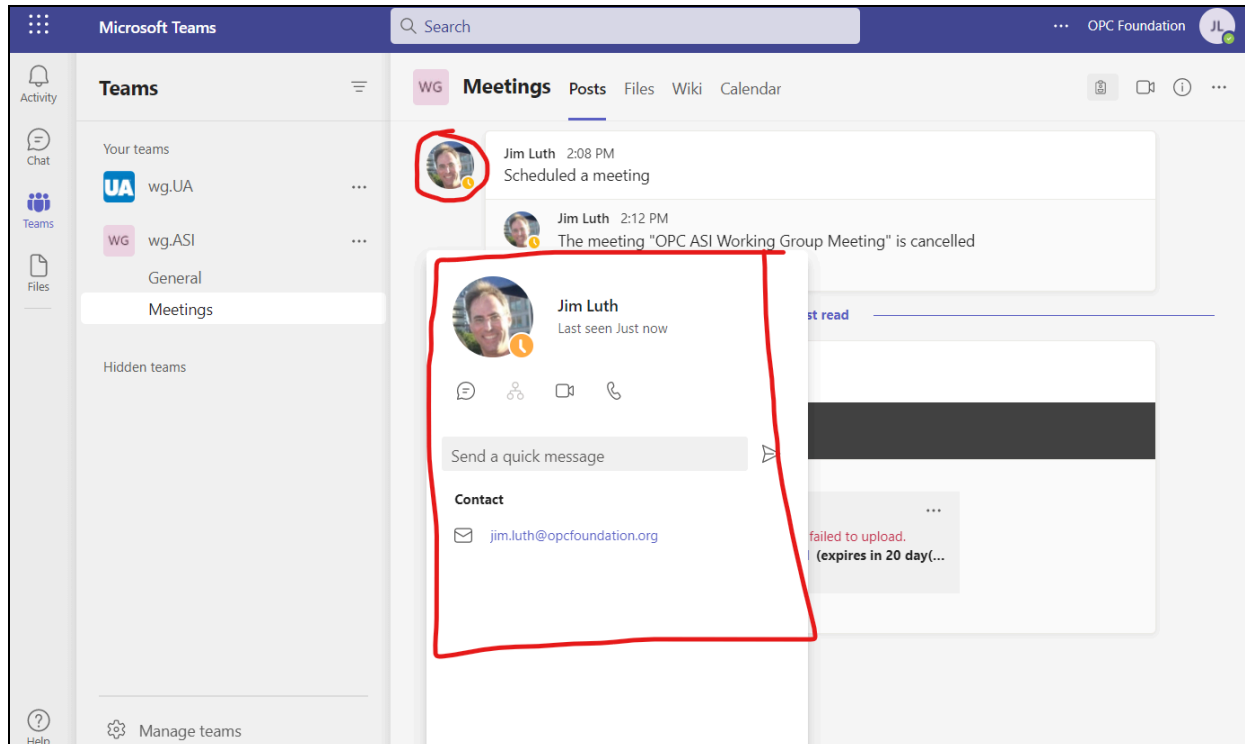 Microsoft Teams
Search
OPC Foundation
JL
Activity
Chat
Teams
Files
Help
Teams
Your teams
UA wg.UA
WG wg.ASI
General
Meetings
Hidden teams
Manage teams
WG Meetings Posts Files Wiki Calendar
Jim Luth 2:08 PM
Scheduled a meeting
Jim Luth 2:12 PM
The meeting "OPC ASI Working Group Meeting" is cancelled
st read
Jim Luth
Last seen Just now
Send a quick message
Contact
jim.luth@opcfoundation.org
failed to upload.
(expires in 20 day(...